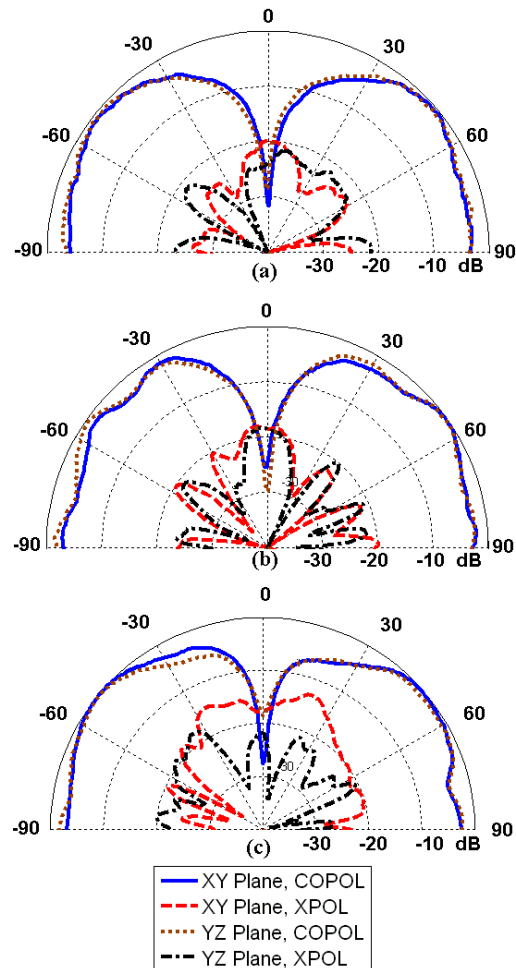 0
-30 30
-60 60
-90 -30 -20 -10 dB 90
(a)
0
-30 30
-60 60
-30
-90 -30 -20 -10 dB 90
(b)
0
-30 30
-60 60
-30
-90 -30 -20 -10 dB 90
(c)
XY Plane, COPOL
XY Plane, XPOL
YZ Plane, COPOL
YZ Plane, XPOL